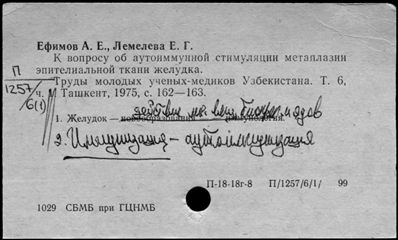 Ефимов А. Е., Лемелева Е. Г.
К вопросу об аутоиммунной стимуляции метаплазии
эпителиальной ткани желудка.
П
1257
6(1)
Труды молодых ученых-медиков Узбекистана. Т. 6,
ч. Ташкент, 1975, с. 162—163.
1. Желудок — действие на
2. Иммунизация — аутоиммунизация
П-18-18г-8 П/1257/6/1/ 99
1029 СБМБ при ГЦНМБ